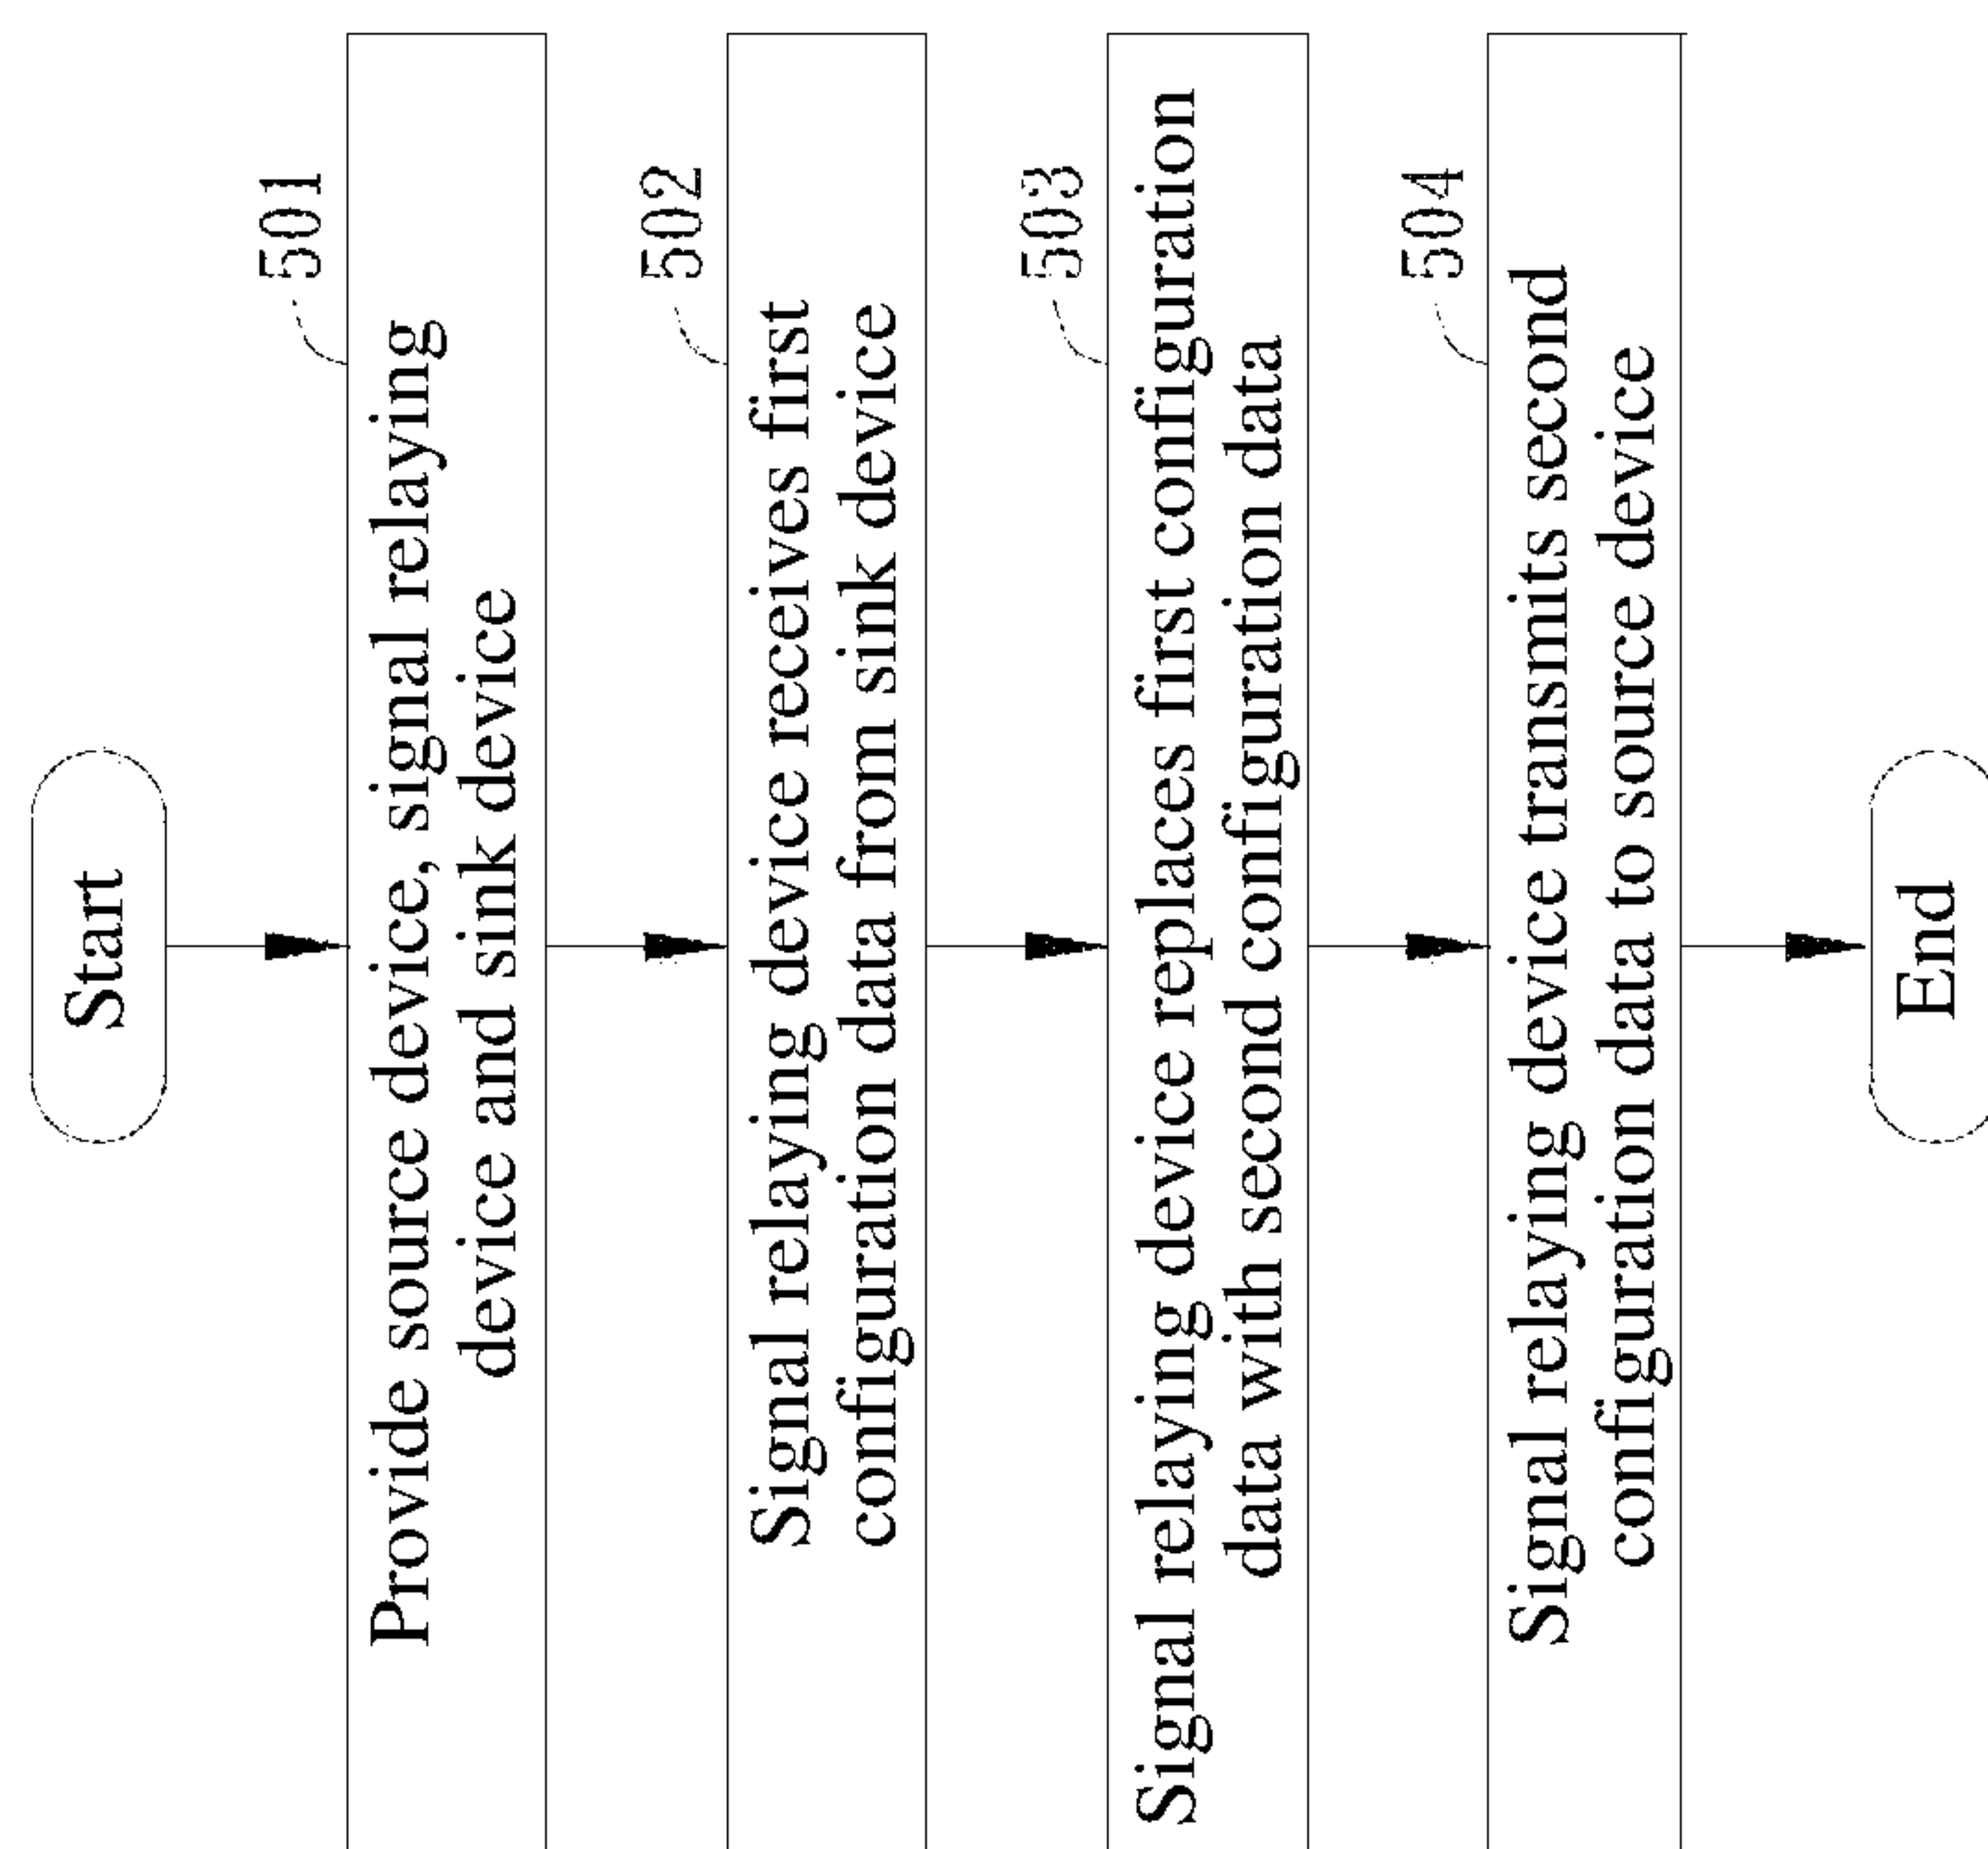 Start
501
Provide source device, signal relaying
device and sink device
502
Signal relaying device receives first
configuration data from sink device
503
Signal relaying device replaces first configuration
data with second configuration data
504
Signal relaying device transmits second
configuration data to source device
End